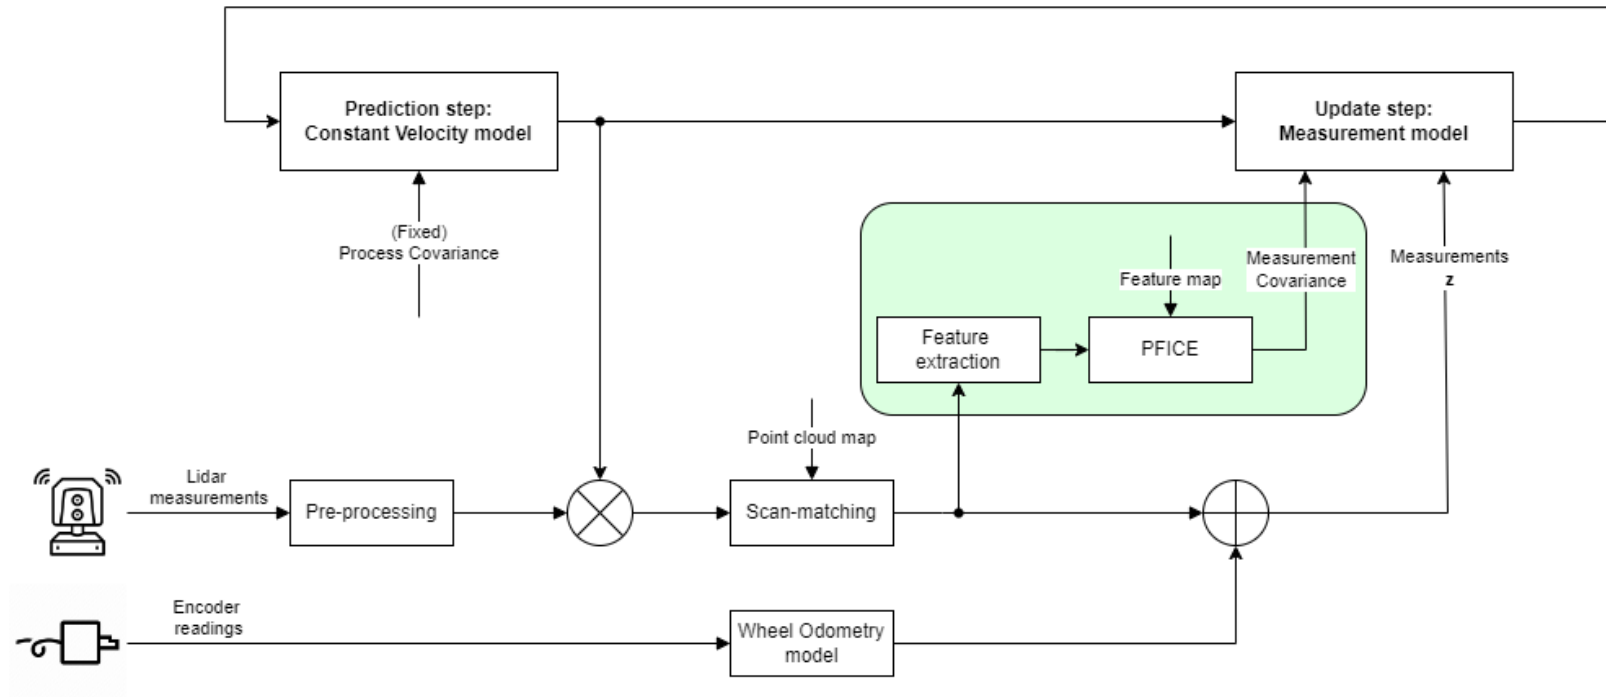 Prediction step:
Constant Velocity model
Update step:
Measurement model
(Fixed)
Process Covariance
Feature map
Measurement
Covariance
Measurements
z
Feature
extraction
PFICE
Point cloud map
Lidar
measurements
Pre-processing
Scan-matching
Encoder
readings
Wheel Odometry
model